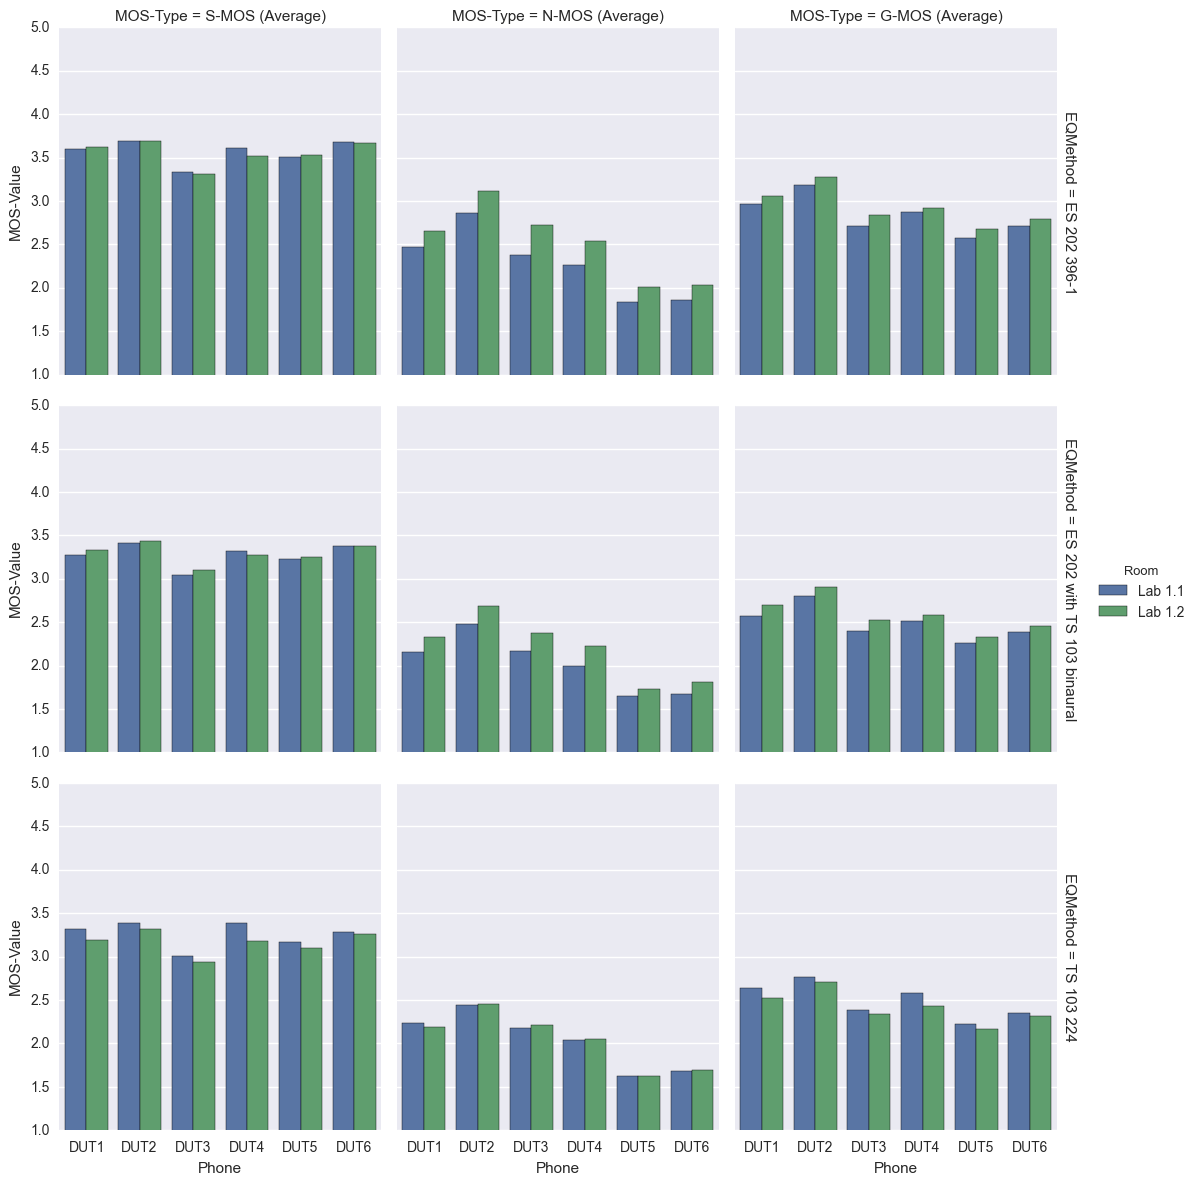 MOS-Type = S-MOS (Average)
MOS-Type = N-MOS (Average)
MOS-Type = G-MOS (Average)
5.0
4.5
4.0
3.5
3.0
2.5
2.0
1.5
1.0
MOS-Value
EQMethod = ES 202 396-1
5.0
4.5
4.0
3.5
3.0
2.5
2.0
1.5
1.0
MOS-Value
EQMethod = ES 202 with TS 103 binaural
Room
Lab 1.1
Lab 1.2
5.0
4.5
4.0
3.5
3.0
2.5
2.0
1.5
1.0
MOS-Value
EQMethod = TS 103 224
DUT1 DUT2 DUT3 DUT4 DUT5 DUT6
DUT1 DUT2 DUT3 DUT4 DUT5 DUT6
DUT1 DUT2 DUT3 DUT4 DUT5 DUT6
Phone
Phone
Phone